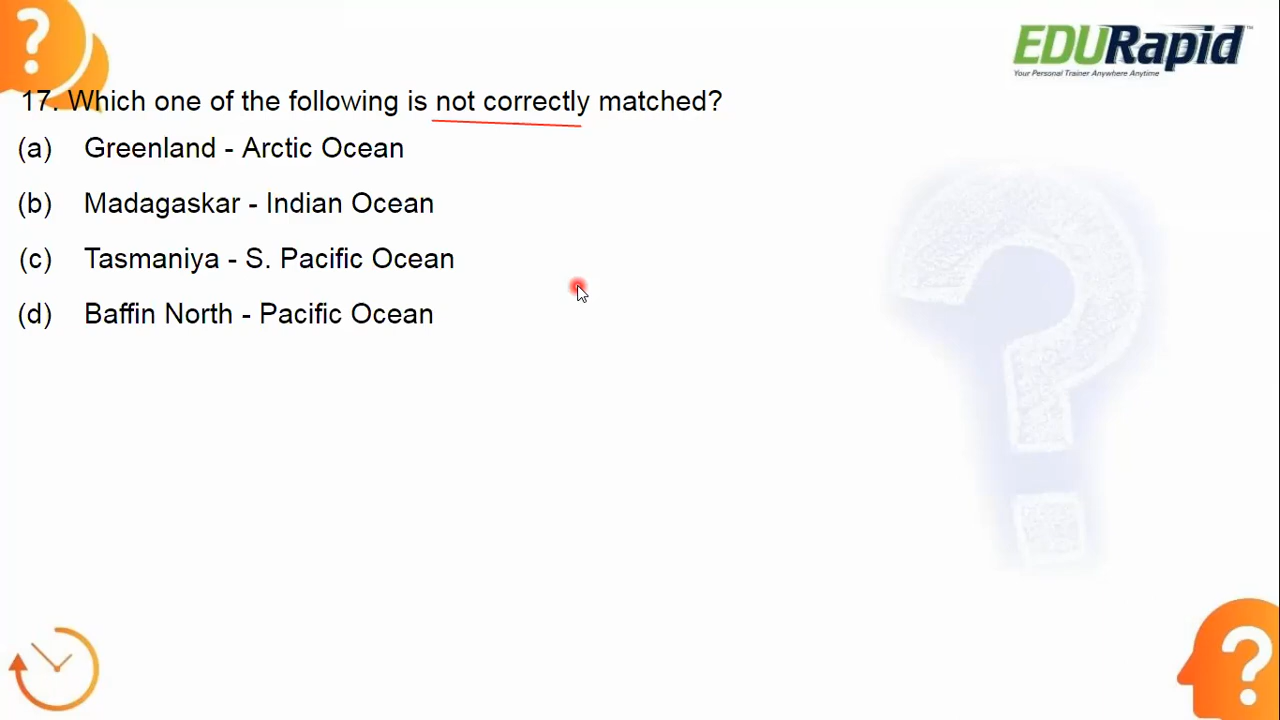 EDURapid™
Your Personal Trainer Anywhere Anytime
17. Which one of the following is not correctly matched?
(a) Greenland - Arctic Ocean
(b) Madagaskar - Indian Ocean
(c) Tasmaniya - S. Pacific Ocean
(d) Baffin North - Pacific Ocean